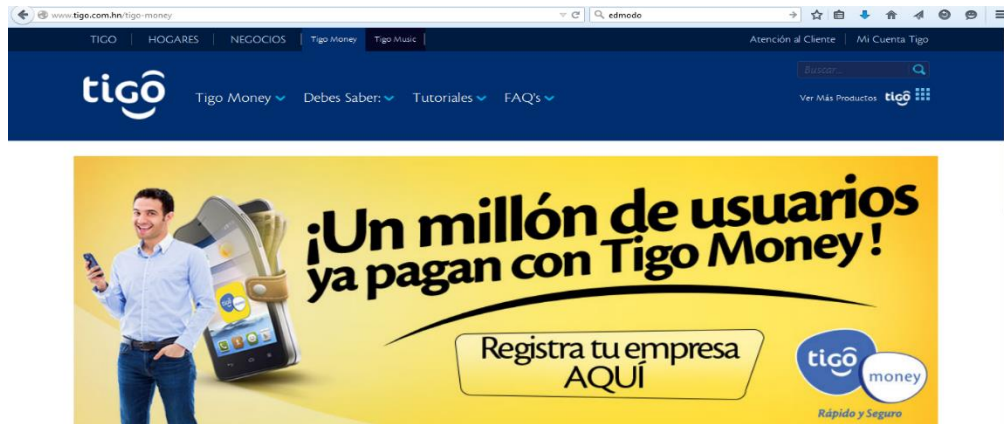 www.tigo.com.hn/tigo-money
edmodo
TIGO | HOGARES | NEGOCIOS | Tigo Money Tigo Music | Atención al Cliente | Mi Cuenta Tigo
Buscar...
tigo Tigo Money Debes Saber: Tutoriales FAQ's
Ver Más Productos tigo
¡Un millón de usuarios
ya pagan con Tigo Money!
Registra tu empresa
AQUÍ
tigo
money
Rápido y Seguro